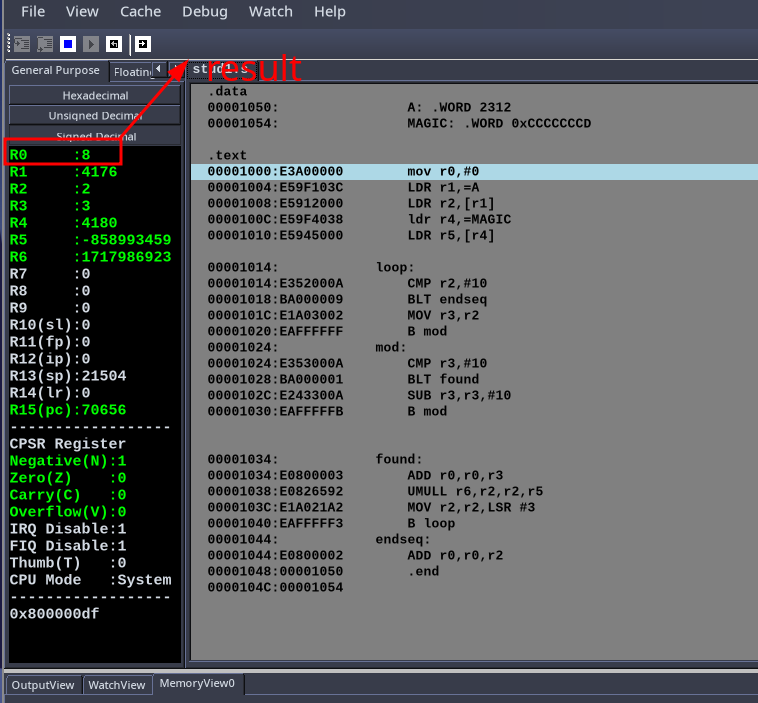 File View Cache Debug Watch Help
result
General Purpose Floating
Hexadecimal
Unsigned Decimal
Signed Decimal
R0 :8
R1 :4176
R2 :2
R3 :3
R4 :4180
R5 :-858993459
R6 :1717986923
R7 :0
R8 :0
R9 :0
R10(sl):0
R11(fp):0
R12(ip):0
R13(sp):21504
R14(lr):0
R15(pc):70656
------------------
CPSR Register
Negative(N):1
Zero(Z) :0
Carry(C) :0
Overflow(V):0
IRQ Disable:1
FIQ Disable:1
Thumb(T) :0
CPU Mode :System
------------------
0x800000df
.data
00001050: A: .WORD 2312
00001054: MAGIC: .WORD 0xCCCCCCCD
.text
00001000:E3A00000 mov r0,#0
00001004:E59F103C LDR r1,=A
00001008:E5912000 LDR r2,[r1]
0000100C:E59F4038 ldr r4,=MAGIC
00001010:E5945000 LDR r5,[r4]
00001014: loop:
00001014:E352000A CMP r2,#10
00001018:BA000009 BLT endseq
0000101C:E1A03002 MOV r3,r2
00001020:EAFFFFFF B mod
00001024: mod:
00001024:E353000A CMP r3,#10
00001028:BA000001 BLT found
0000102C:E243300A SUB r3,r3,#10
00001030:EAFFFFFB B mod
00001034: found:
00001034:E0800003 ADD r0,r0,r3
00001038:E0826592 UMULL r6,r2,r2,r5
0000103C:E1A021A2 MOV r2,r2,LSR #3
00001040:EAFFFFF3 B loop
00001044: endseq:
00001044:E0800002 ADD r0,r0,r2
00001048:00001050 .end
0000104C:00001054
OutputView WatchView MemoryView0